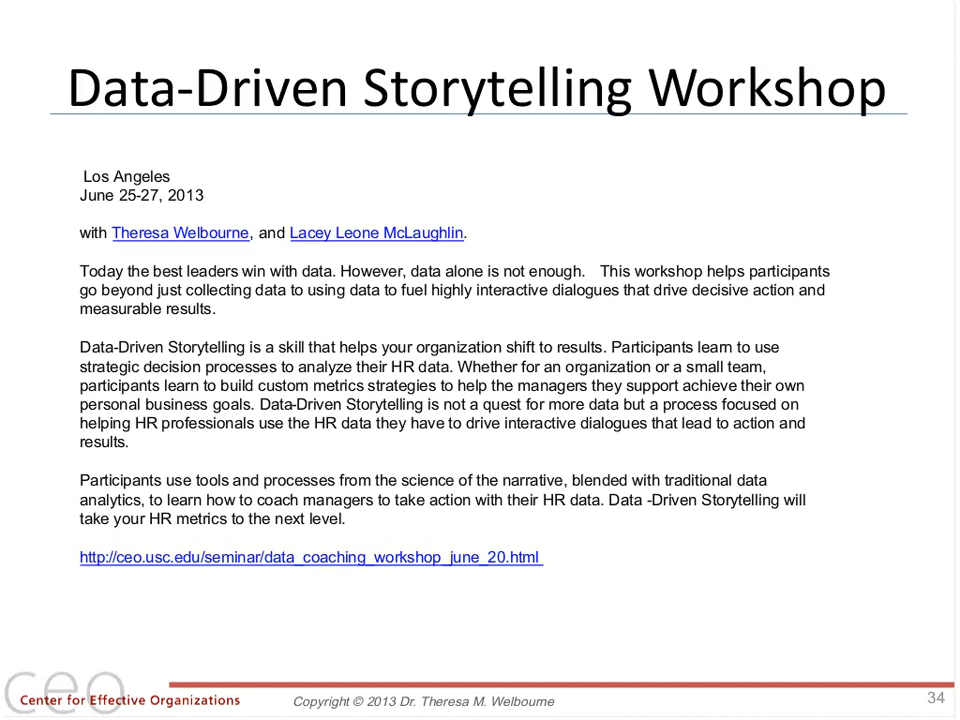 Data-Driven Storytelling Workshop
Los Angeles
June 25-27, 2013
with Theresa Welbourne, and Lacey Leone McLaughlin.
Today the best leaders win with data. However, data alone is not enough. This workshop helps participants
go beyond just collecting data to using data to fuel highly interactive dialogues that drive decisive action and
measurable results.
Data-Driven Storytelling is a skill that helps your organization shift to results. Participants learn to use
strategic decision processes to analyze their HR data. Whether for an organization or a small team,
participants learn to build custom metrics strategies to help the managers they support achieve their own
personal business goals. Data-Driven Storytelling is not a quest for more data but a process focused on
helping HR professionals use the HR data they have to drive interactive dialogues that lead to action and
results.
Participants use tools and processes from the science of the narrative, blended with traditional data
analytics, to learn how to coach managers to take action with their HR data. Data -Driven Storytelling will
take your HR metrics to the next level.
http://ceo.usc.edu/seminar/data_coaching_workshop_june_20.html
ceo
Center for Effective Organizations
Copyright © 2013 Dr. Theresa M. Welbourne
34